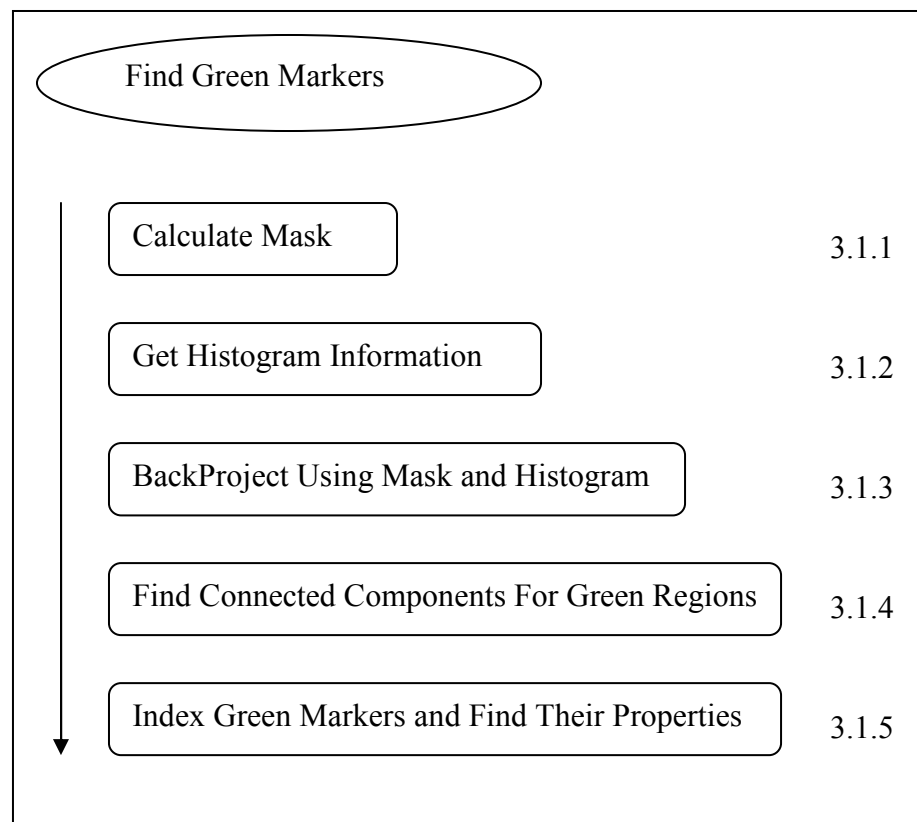 Find Green Markers
Calculate Mask
3.1.1
Get Histogram Information
3.1.2
BackProject Using Mask and Histogram
3.1.3
Find Connected Components For Green Regions
3.1.4
Index Green Markers and Find Their Properties
3.1.5